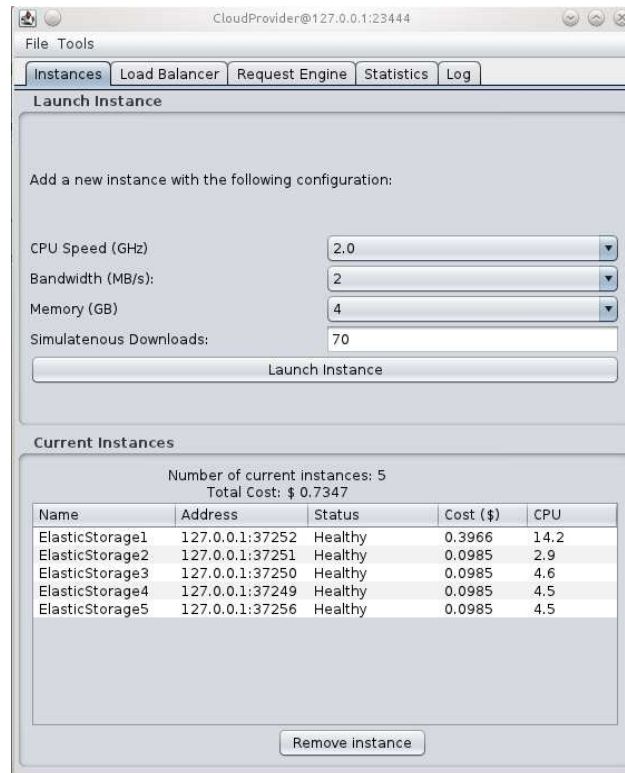 CloudProvider@127.0.0.1:23444
File Tools
Instances Load Balancer Request Engine Statistics Log
Launch Instance
Add a new instance with the following configuration:
CPU Speed (GHz) 2.0
Bandwidth (MB/s): 2
Memory (GB) 4
Simulatenous Downloads: 70
Launch Instance
Current Instances
Number of current instances: 5
Total Cost: $ 0.7347
Name Address Status Cost ($) CPU
ElasticStorage1 127.0.0.1:37252 Healthy 0.3966 14.2
ElasticStorage2 127.0.0.1:37251 Healthy 0.0985 2.9
ElasticStorage3 127.0.0.1:37250 Healthy 0.0985 4.6
ElasticStorage4 127.0.0.1:37249 Healthy 0.0985 4.5
ElasticStorage5 127.0.0.1:37256 Healthy 0.0985 4.5
Remove instance